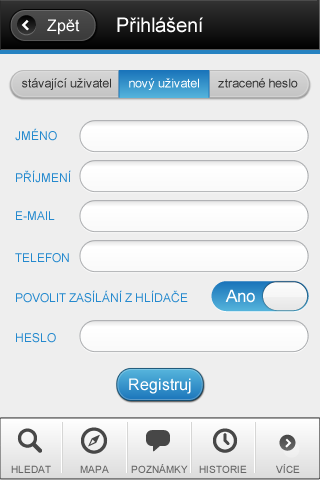 Zpět Přihlášení
stávající uživatel nový uživatel ztracené heslo
JMÉNO
PŘÍJMENÍ
E-MAIL
TELEFON
POVOLIT ZASÍLÁNÍ Z HLÍDAČE Ano
HESLO
Registruj
HLEDAT MAPA POZNÁMKY HISTORIE VÍCE